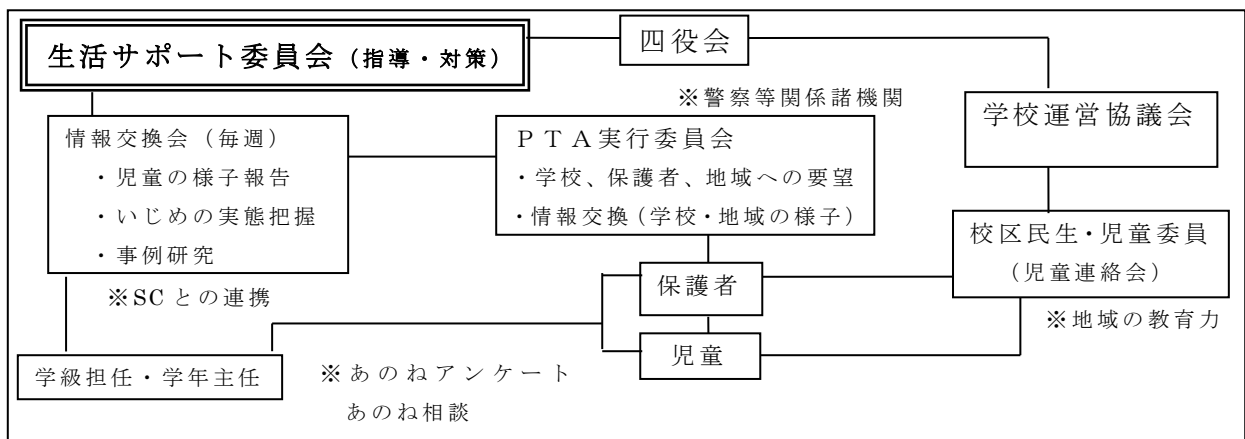 生活サポート委員会（指導・対策）
四役会
※警察等関係諸機関
学校運営協議会
情報交換会（毎週）
・児童の様子報告
・いじめの実態把握
・事例研究
ＰＴＡ実行委員会
・学校、保護者、地域への要望
・情報交換（学校・地域の様子）
校区民生・児童委員
（児童連絡会）
保護者
※SCとの連携
※地域の教育力
児童
学級担任・学年主任
※あのねアンケート
あのね相談